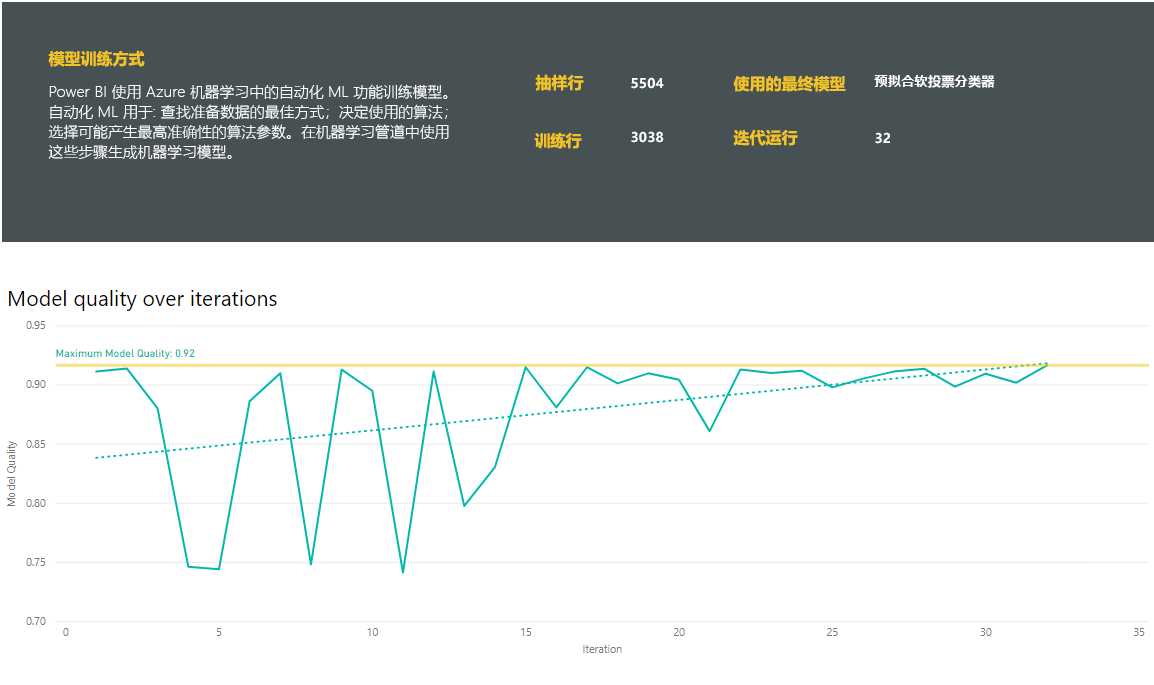 模型训练方式
Power BI 使用 Azure 机器学习中的自动化 ML 功能训练模型。
自动化 ML 用于: 查找准备数据的最佳方式；决定使用的算法；
选择可能产生最高准确性的算法参数。在机器学习管道中使用
这些步骤生成机器学习模型。
抽样行 5504 使用的最终模型 预拟合软投票分类器
训练行 3038 迭代运行 32
Model quality over iterations
0.95
Maximum Model Quality: 0.92
0.90
0.85
0.80
0.75
0.70
Model Quality
0 5 10 15 20 25 30 35
Iteration